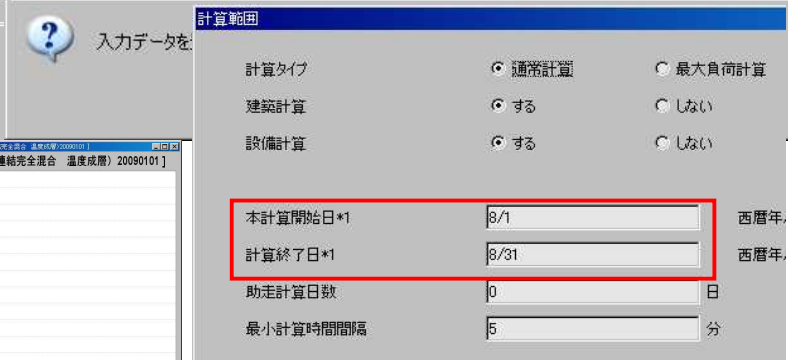 計算範囲
入力データを
計算タイプ 通常計算 最大負荷計算
建築計算 する しない
設備計算 する しない
連結完全混合 温度成層) 20090101 ]
本計算開始日*1 8/1 西暦年
計算終了日*1 8/31 西暦年
助走計算日数 0 日
最小計算時間間隔 5 分